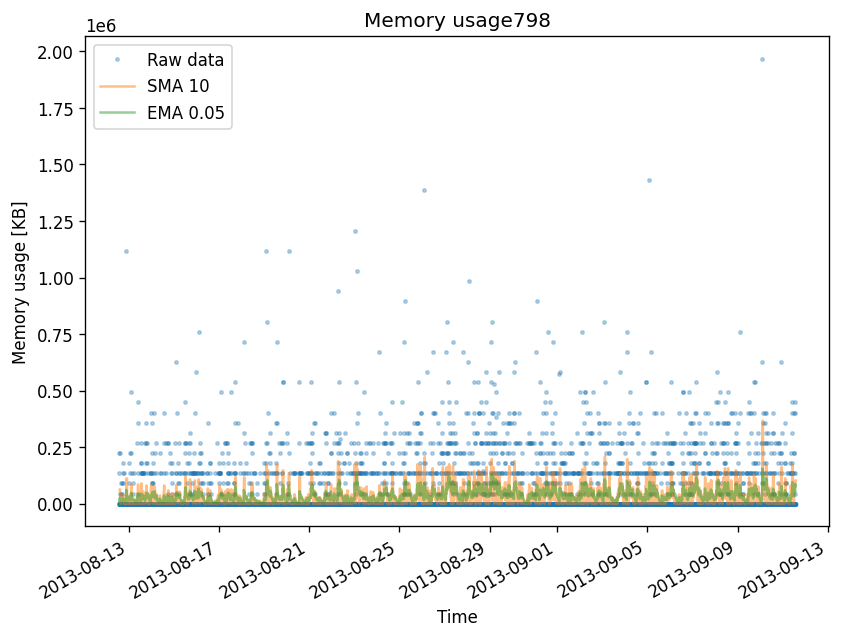 Memory usage798
1e6
2.00
1.75
1.50
1.25
1.00
0.75
0.50
0.25
0.00
Memory usage [KB]
Raw data
SMA 10
EMA 0.05
2013-08-13
2013-08-17
2013-08-21
2013-08-25
2013-08-29
2013-09-01
2013-09-05
2013-09-09
2013-09-13
Time